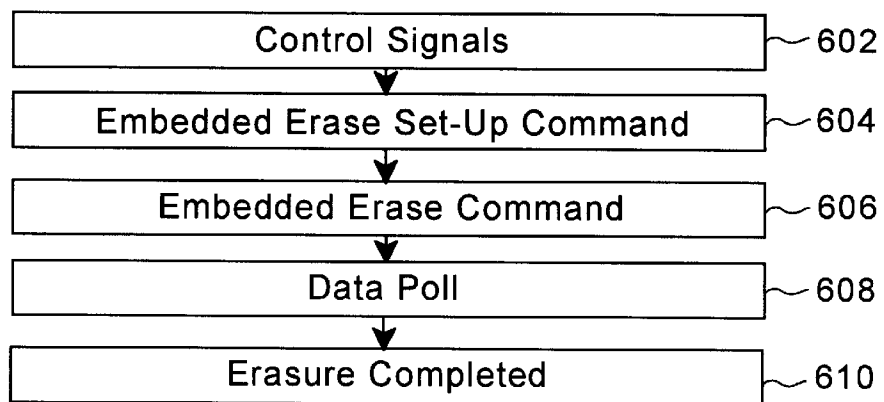 Control Signals 602
Embedded Erase Set-Up Command 604
Embedded Erase Command 606
Data Poll 608
Erasure Completed 610